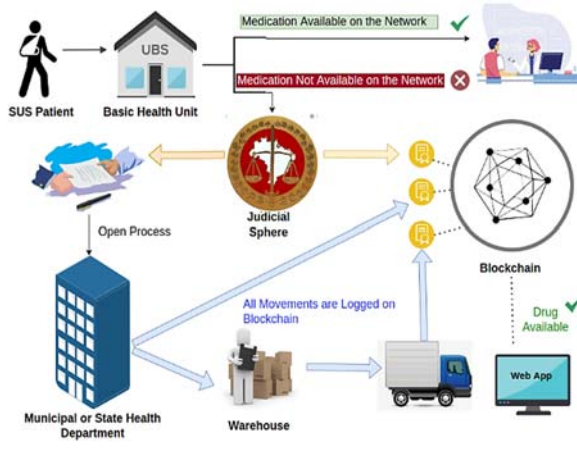 Medication Available on the Network
UBS
Medication Not Available on the Network
SUS Patient
Basic Health Unit
Judicial
Sphere
Open Process
Blockchain
All Movements are Logged on
Blockchain
Drug
Available
Web App
Municipal or State Health
Department
Warehouse